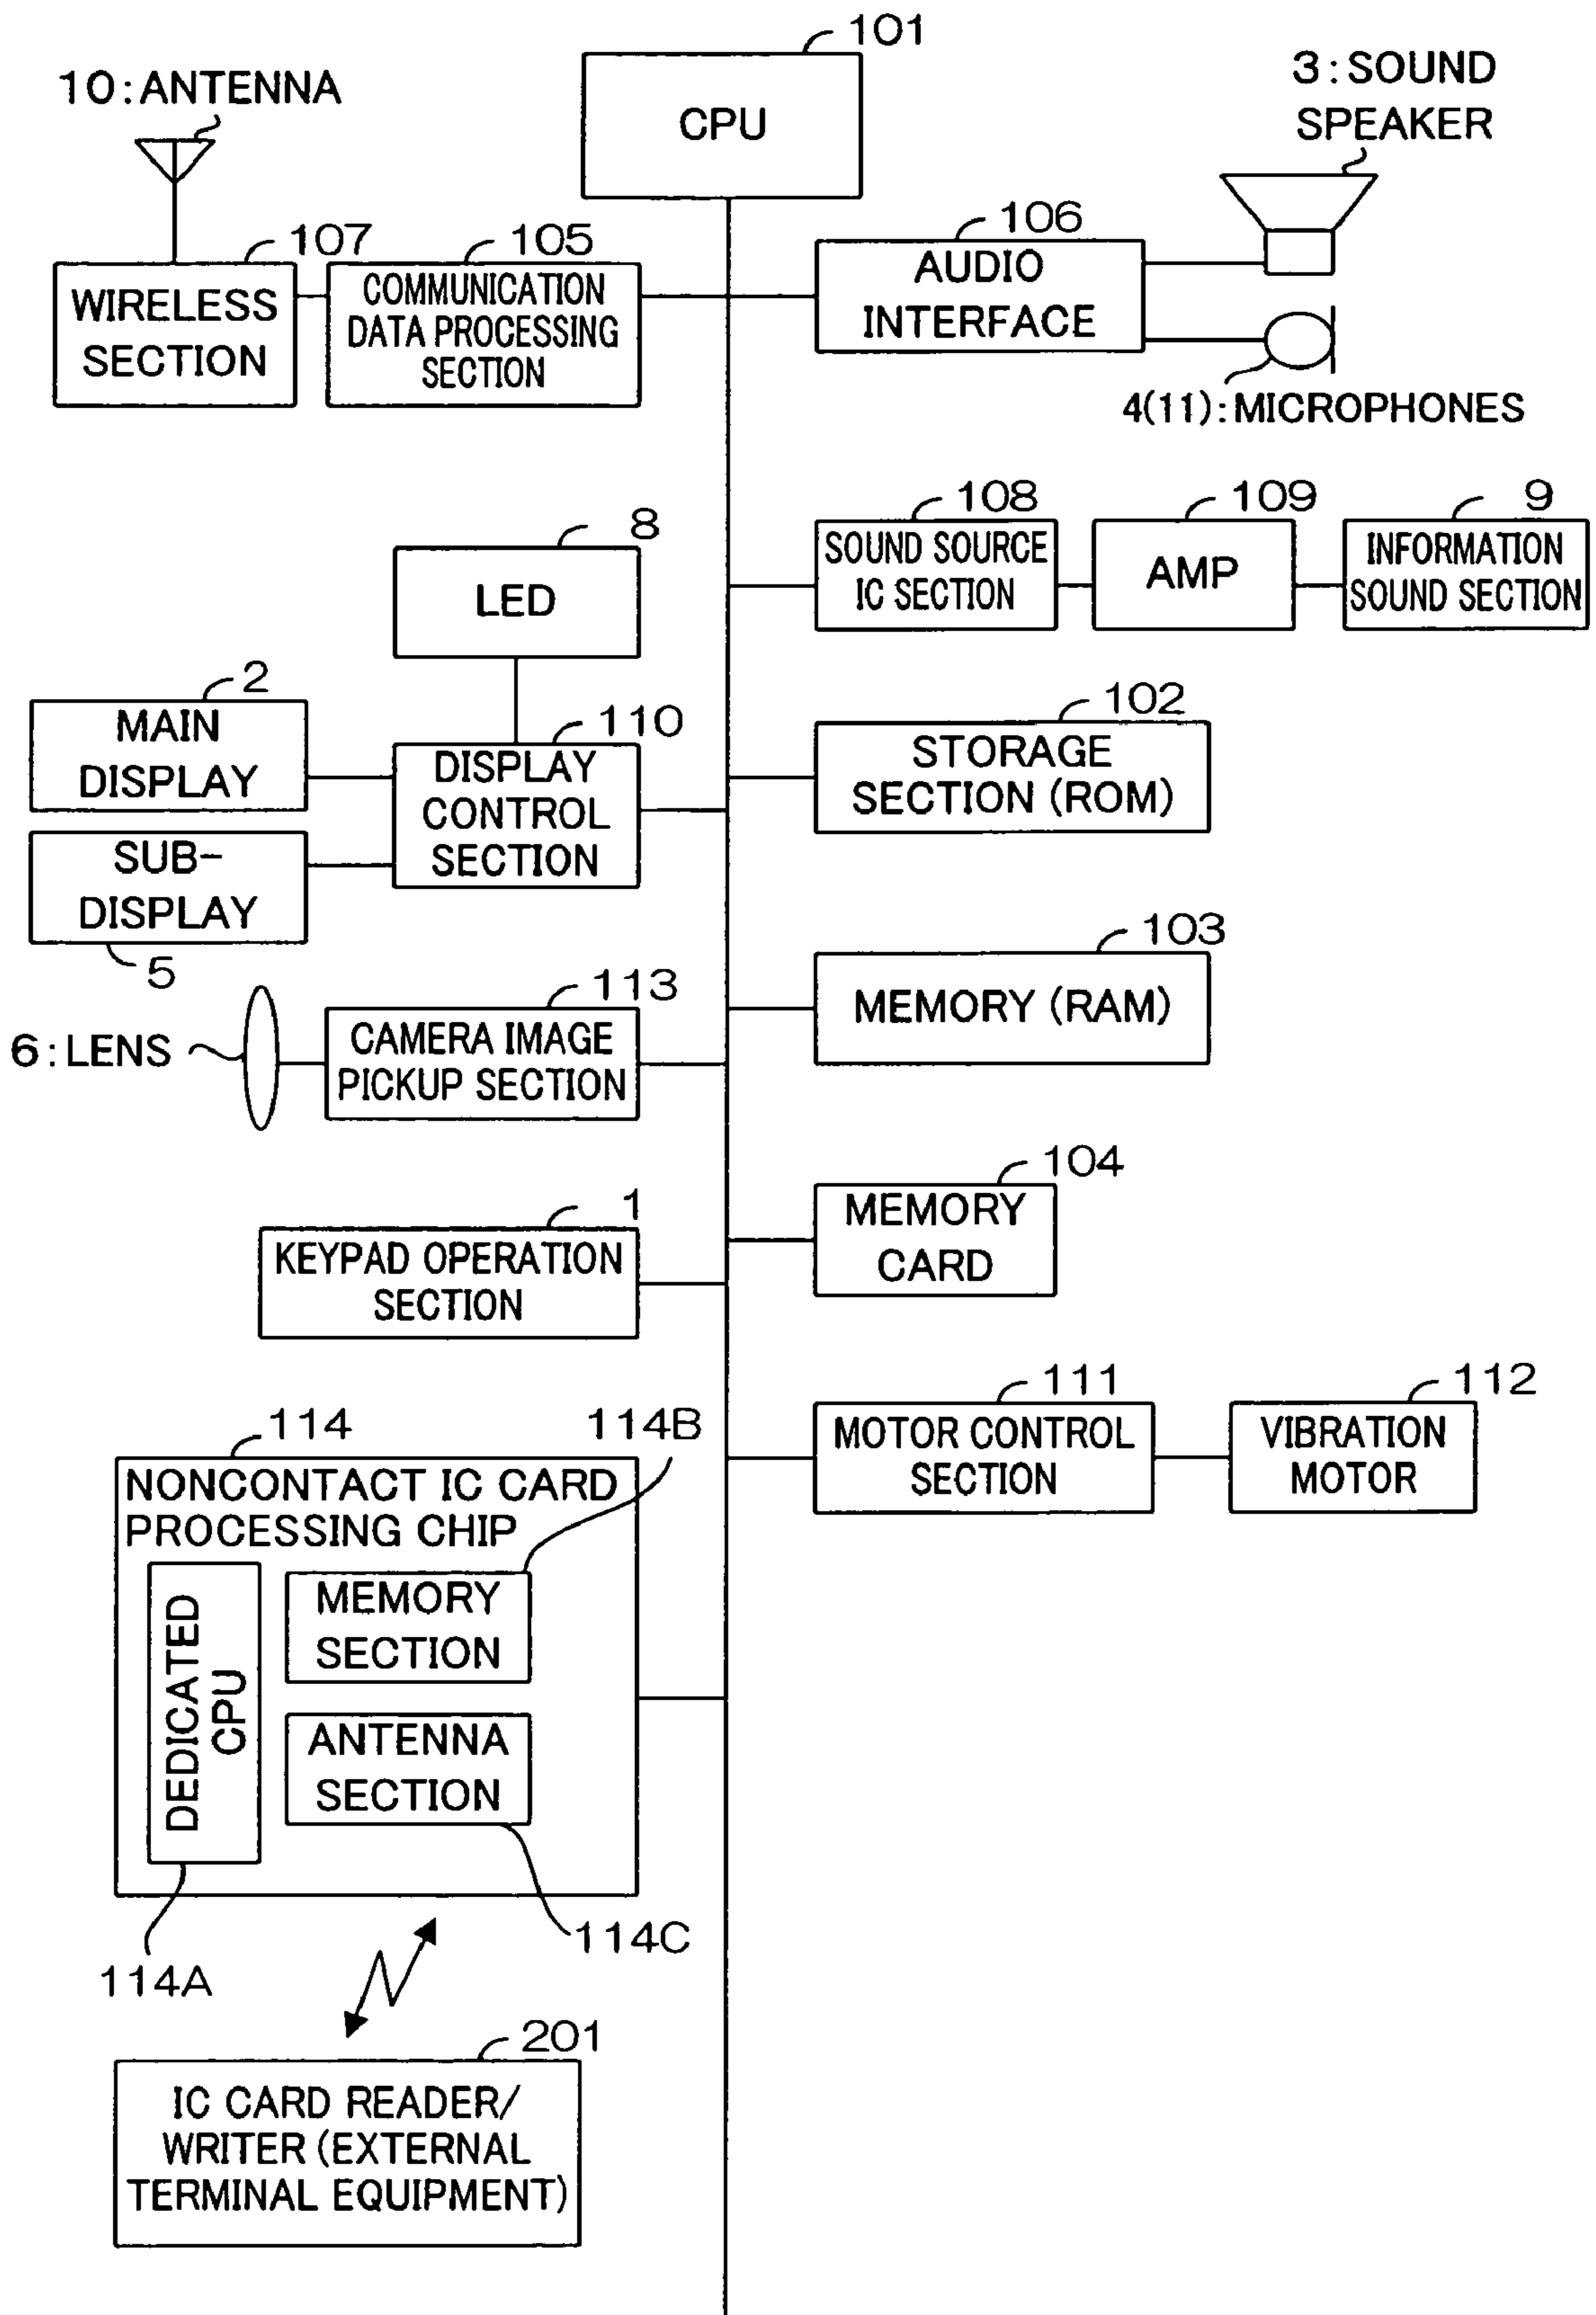 101
CPU
10:ANTENNA
3:SOUND
SPEAKER
107
WIRELESS
SECTION
105
COMMUNICATION
DATA PROCESSING
SECTION
106
AUDIO
INTERFACE
4(11):MICROPHONES
108
SOUND SOURCE
IC SECTION
109
AMP
9
INFORMATION
SOUND SECTION
8
LED
2
MAIN
DISPLAY
110
DISPLAY
CONTROL
SECTION
SUB-
DISPLAY
5
102
STORAGE
SECTION (ROM)
103
MEMORY (RAM)
6:LENS
113
CAMERA IMAGE
PICKUP SECTION
104
MEMORY
CARD
1
KEYPAD OPERATION
SECTION
111
MOTOR CONTROL
SECTION
112
VIBRATION
MOTOR
114
114B
NONCONTACT IC CARD
PROCESSING CHIP
DEDICATED
CPU
MEMORY
SECTION
ANTENNA
SECTION
114A
114C
201
IC CARD READER/
WRITER (EXTERNAL
TERMINAL EQUIPMENT)